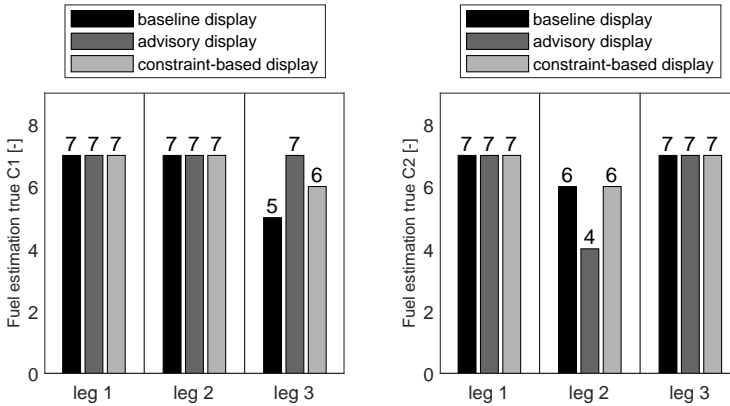 baseline display
advisory display
constraint-based display
Fuel estimation true C1 [-]
8
6
4
2
0
7 7 7
7 7 7
5 7 6
leg 1 leg 2 leg 3
baseline display
advisory display
constraint-based display
Fuel estimation true C2 [-]
8
6
4
2
0
7 7 7
6 4 6
7 7 7
leg 1 leg 2 leg 3